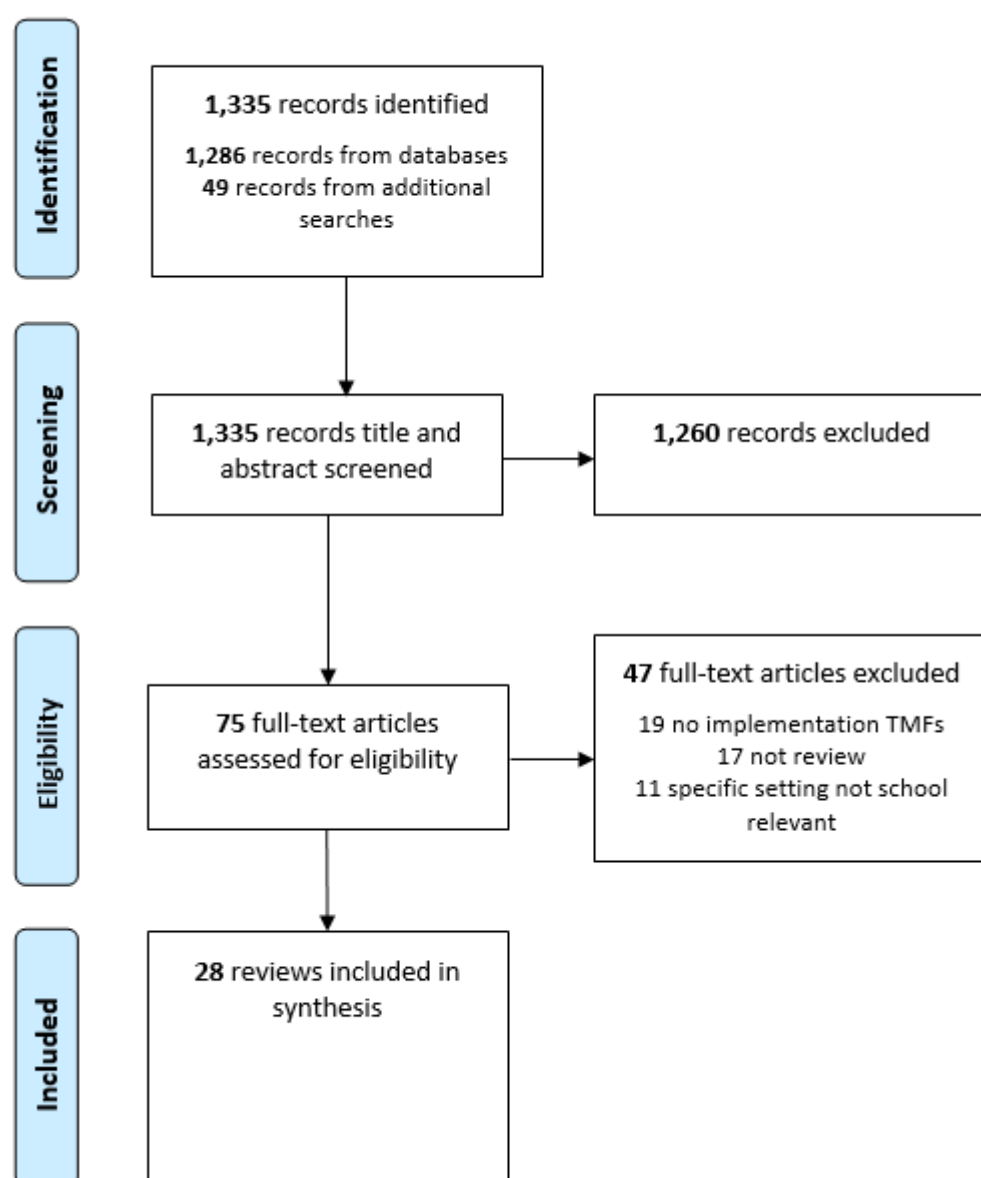 Identification
1,335 records identified
1,286 records from databases
49 records from additional
searches
Screening
1,335 records title and
abstract screened
1,260 records excluded
Eligibility
75 full-text articles
assessed for eligibility
47 full-text articles excluded
19 no implementation TMFs
17 not review
11 specific setting not school
relevant
Included
28 reviews included in
synthesis